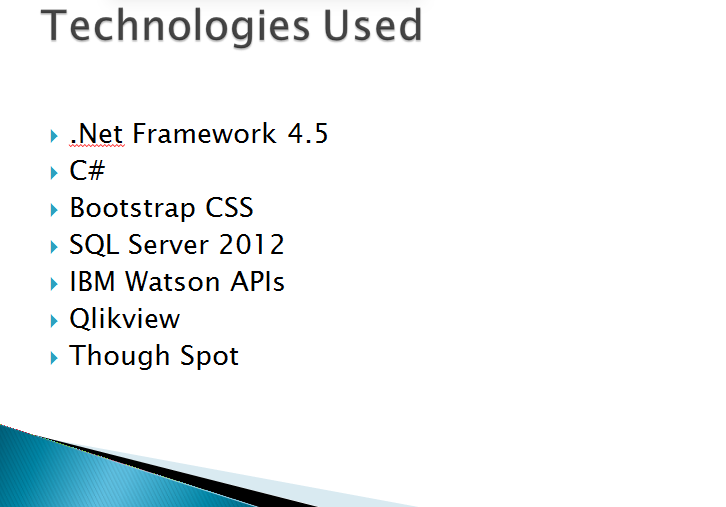 Technologies Used
.Net Framework 4.5
C#
Bootstrap CSS
SQL Server 2012
IBM Watson APIs
Qlikview
Though Spot